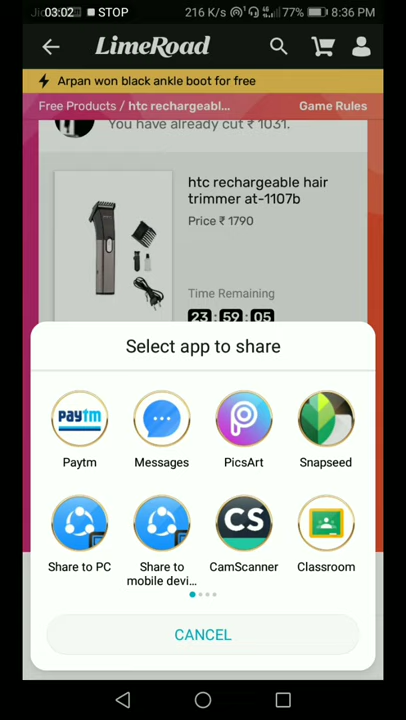 03:02 STOP 216 K/s 77% 8:36 PM
LimeRoad
Arpan won black ankle boot for free
Free Products / htc rechargeabl... Game Rules
You have already cut ₹ 1031.
htc rechargeable hair
trimmer at-1107b
Price ₹ 1790
Time Remaining
23:59:05
Select app to share
Paytm Messages PicsArt Snapseed
Share to PC Share to CamScanner Classroom
mobile devi...
CANCEL